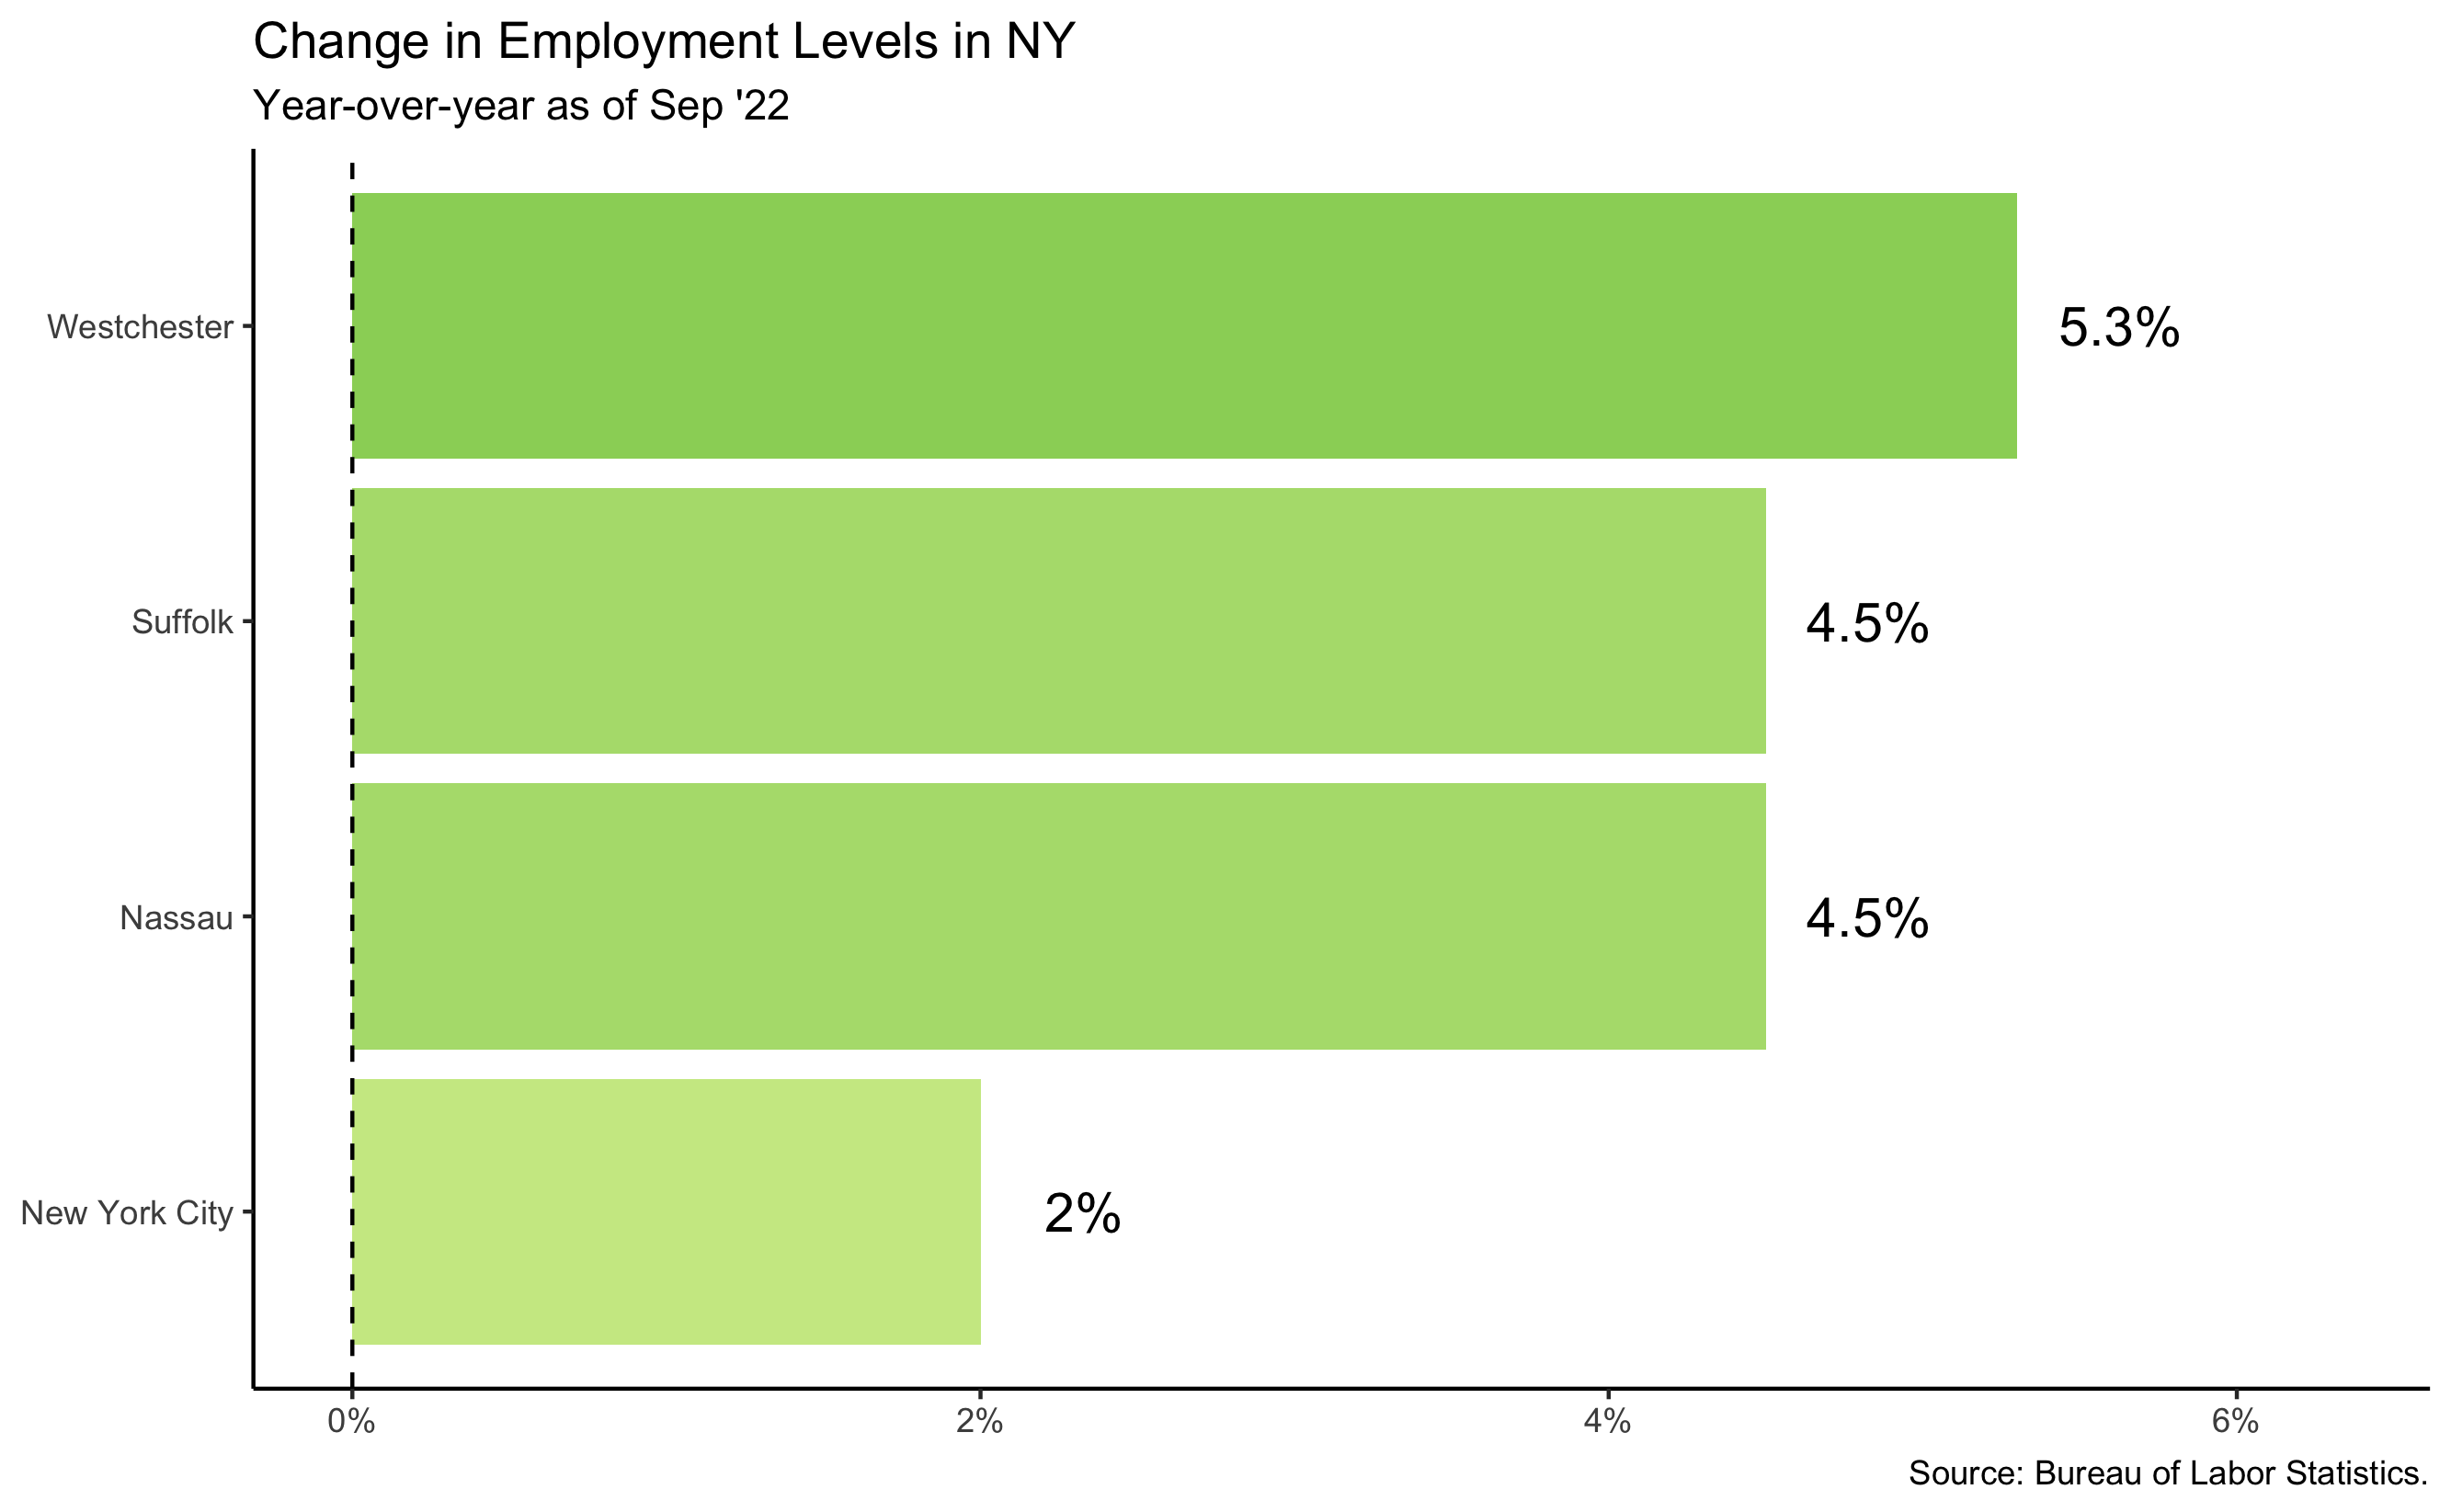 Change in Employment Levels in NY
Year-over-year as of Sep '22
Westchester
5.3%
Suffolk
4.5%
Nassau
4.5%
New York City
2%
0%
2%
4%
6%
Source: Bureau of Labor Statistics.